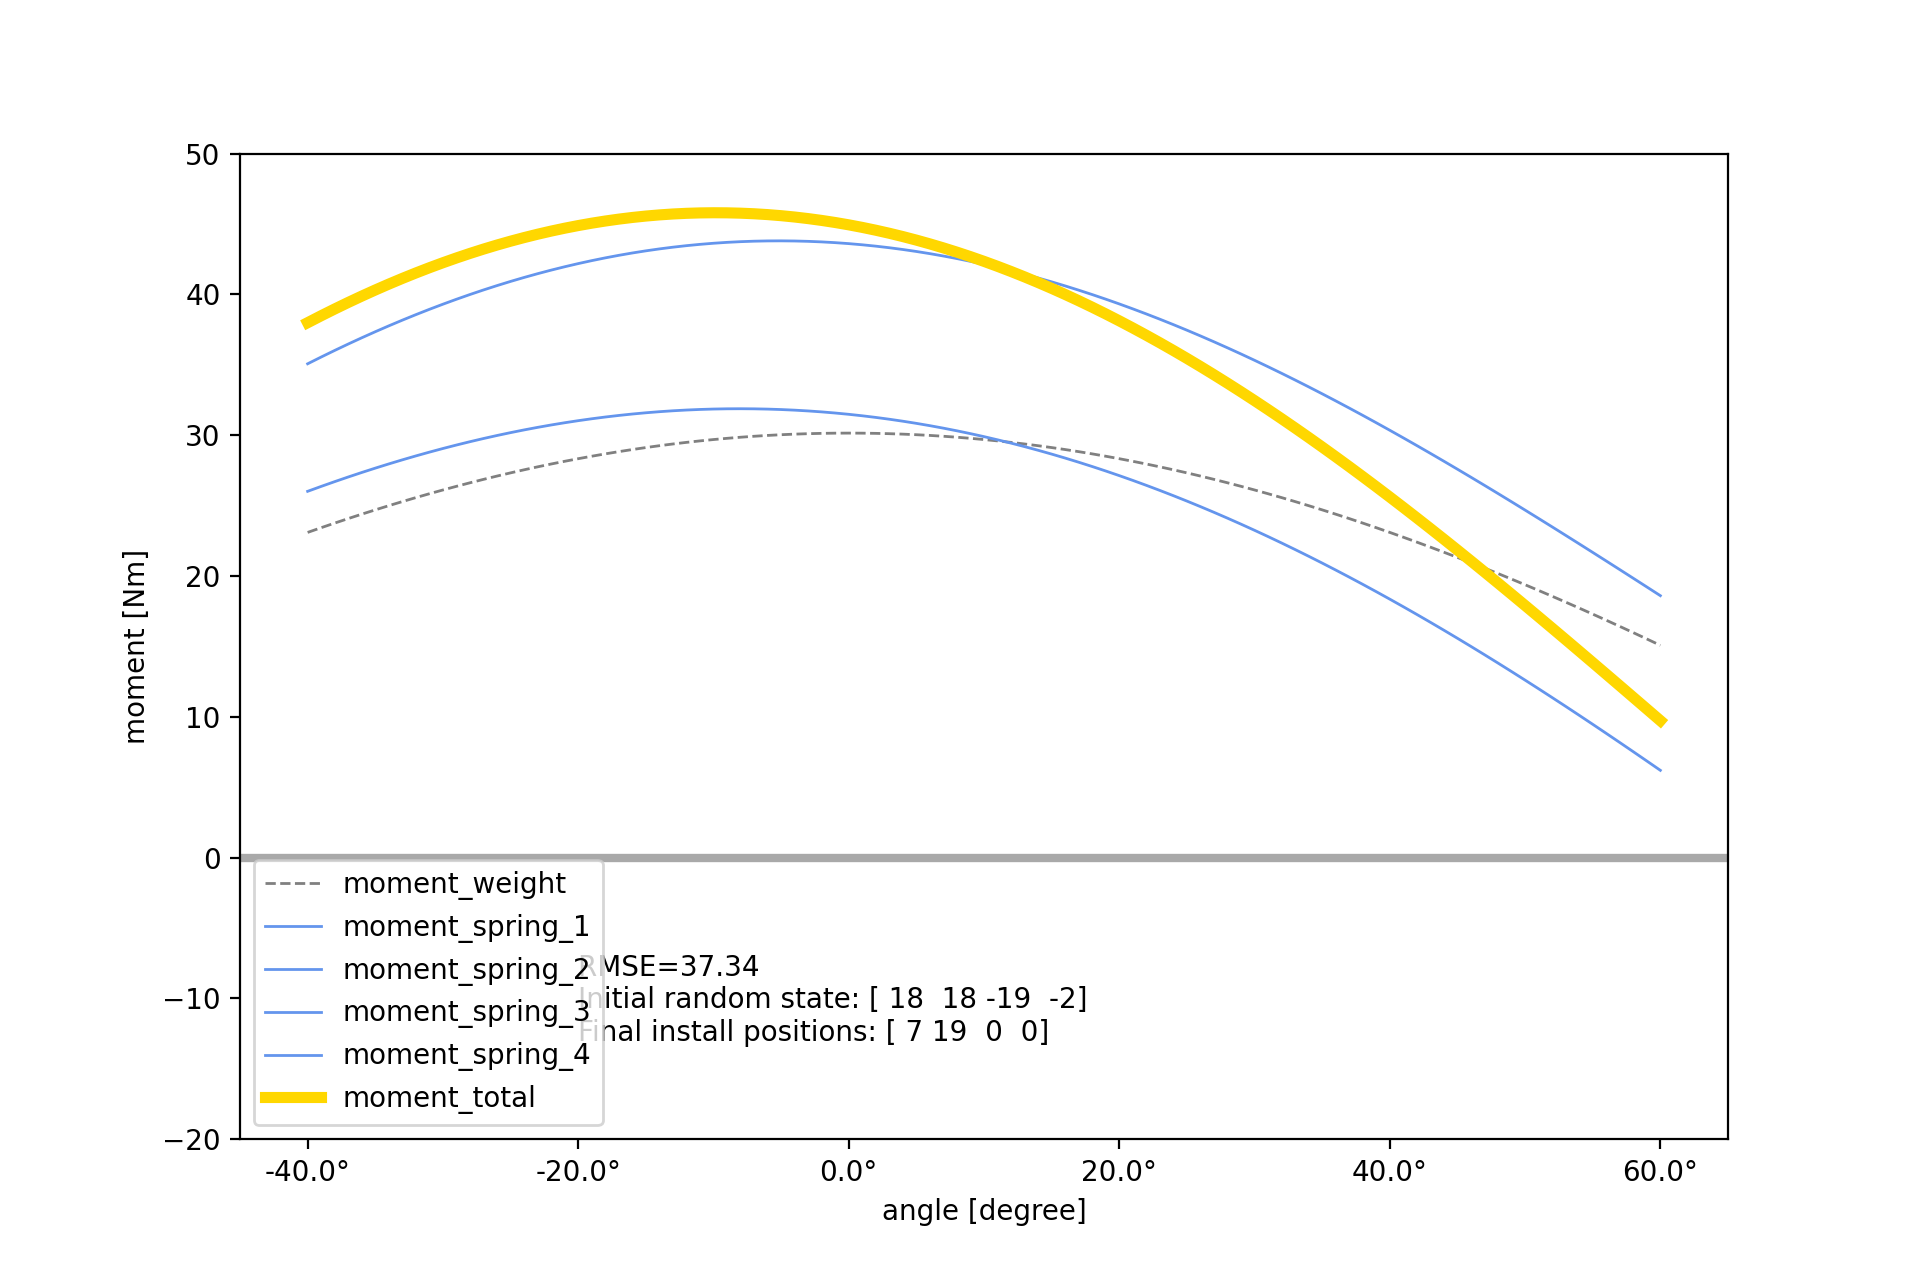 50
40
30
20
10
0
−10
−20
moment [Nm]
moment_weight
moment_spring_1
moment_spring_2
moment_spring_3
moment_spring_4
moment_total
RMSE=37.34
Initial random state: [ 18  18 -19  -2]
Final install positions: [ 7 19  0  0]
-40.0° -20.0° 0.0° 20.0° 40.0° 60.0°
angle [degree]